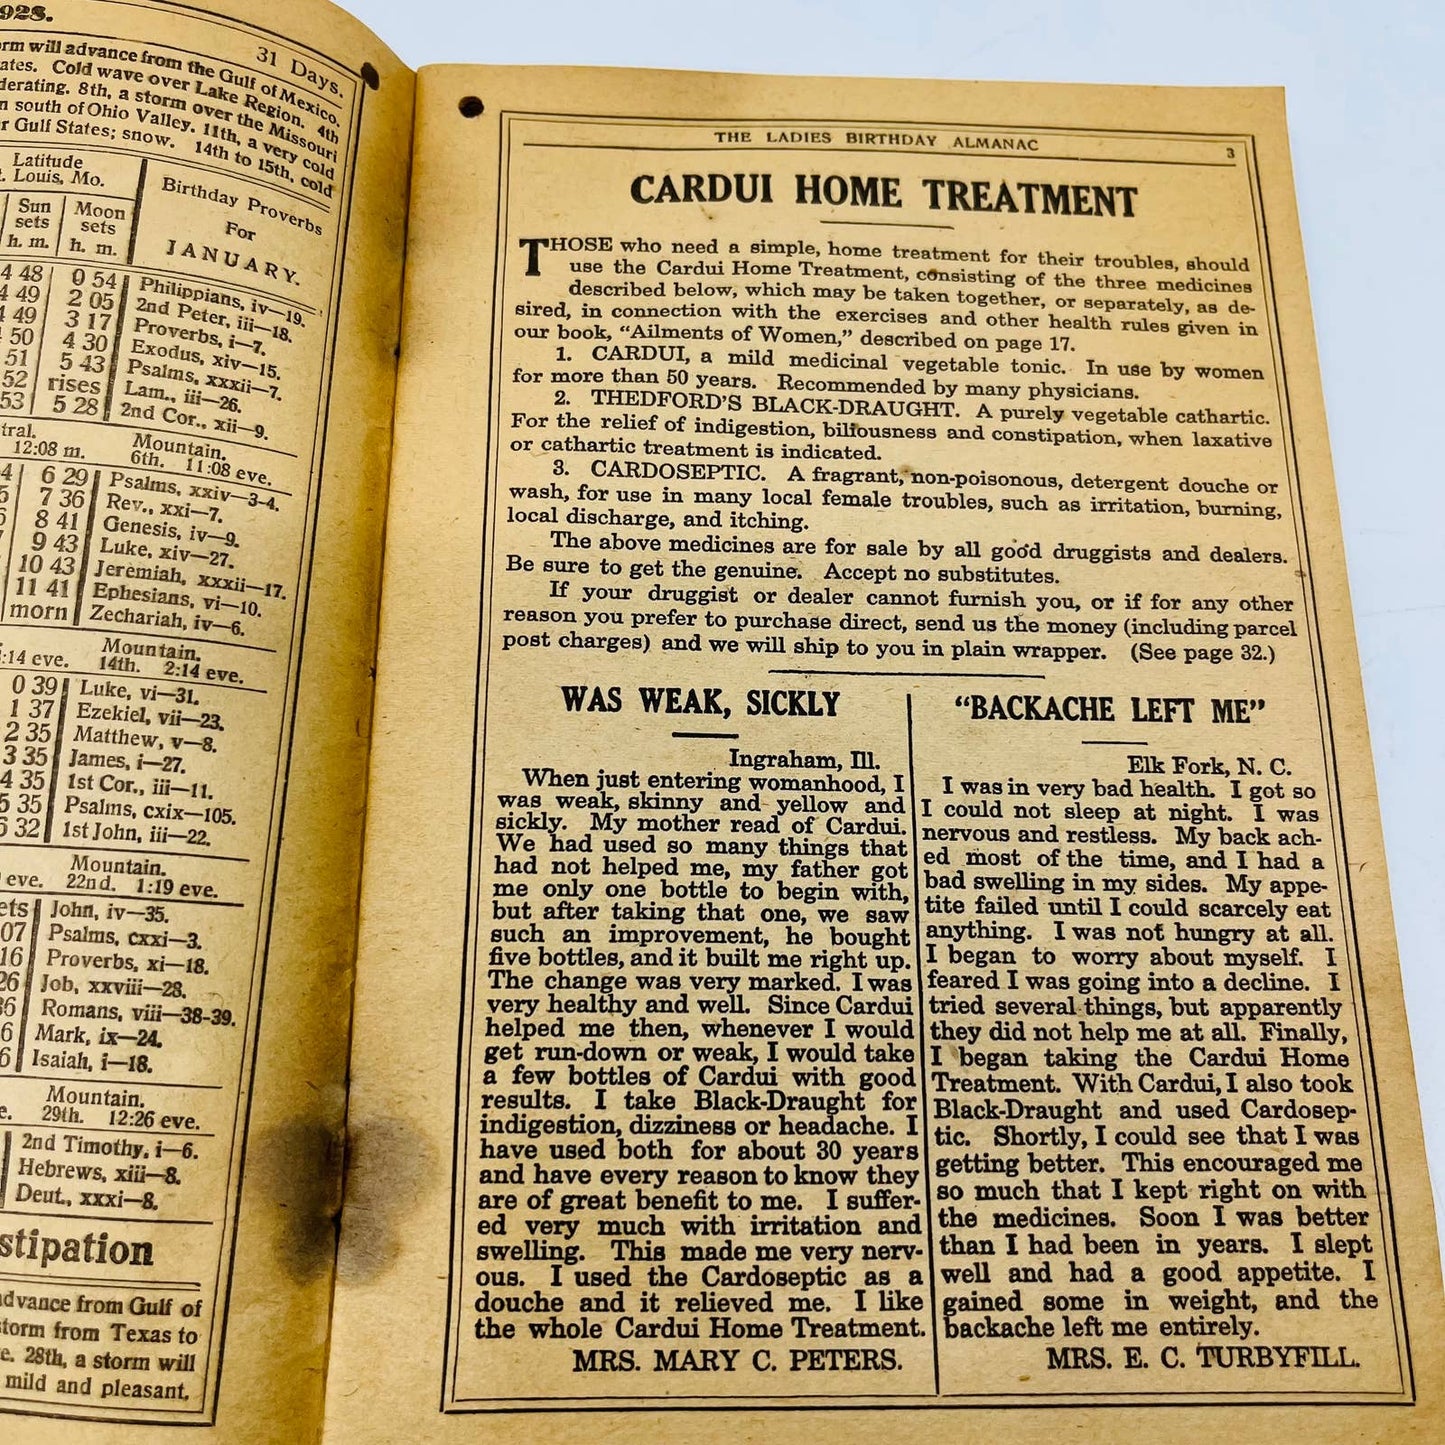 928.
31 Days.
rm will advance from the Gulf of Mexico.
ates. Cold wave over Lake Region. 4th
derating. 8th, a storm over the Missouri
n south of Ohio Valley. 11th, a very cold
r Gulf States; snow. 14th to 15th, cold
Latitude
Louis, Mo.
Sun
sets
h. m.
Moon
sets
h. m.
Birthday Proverbs
For
JANUARY.
4 48 0 54 Philippians, iv—19.
4 49 2 05 2nd Peter, iii—18.
4 49 3 17 Proverbs, i—7.
50 4 30 Exodus, xiv—15.
51 5 43 Psalms, xxxii—7.
52 rises Lam., iii—26.
53 5 28 2nd Cor., xii—9.
tral. Mountain.
12:08 m. 6th. 11:08 eve.
4 6 29 Psalms, xxiv—3-4.
5 7 36 Rev., xxi—7.
6 8 41 Genesis, iv—9.
9 43 Luke, xiv—27.
10 43 Jeremiah, xxxii—17.
11 41 Ephesians, vi—10.
morn Zechariah, iv—6.
Mountain.
:14 eve. 14th. 2:14 eve.
0 39 Luke, vi—31.
1 37 Ezekiel, vii—23.
2 35 Matthew, v—8.
3 35 James, i—27.
4 35 1st Cor., iii—11.
5 35 Psalms, cxix—105.
6 32 1st John, iii—22.
Mountain.
eve. 22nd. 1:19 eve.
ets John, iv—35.
07 Psalms, cxxi—3.
16 Proverbs, xi—18.
26 Job, xxviii—28.
36 Romans, viii—38-39.
6 Mark, ix—24.
6 Isaiah, i—18.
Mountain.
e. 29th. 12:26 eve.
2nd Timothy, i—6.
Hebrews, xiii—8.
Deut., xxxi—8.
stipation
advance from Gulf of
storm from Texas to
e. 28th, a storm will
mild and pleasant.
THE LADIES BIRTHDAY ALMANAC 3
CARDUI HOME TREATMENT
THOSE who need a simple, home treatment for their troubles, should
use the Cardui Home Treatment, consisting of the three medicines
described below, which may be taken together, or separately, as de-
sired, in connection with the exercises and other health rules given in
our book, "Ailments of Women," described on page 17.
1. CARDUI, a mild medicinal vegetable tonic. In use by women
for more than 50 years. Recommended by many physicians.
2. THEDFORD'S BLACK-DRAUGHT. A purely vegetable cathartic.
For the relief of indigestion, biliousness and constipation, when laxative
or cathartic treatment is indicated.
3. CARDOSEPTIC. A fragrant, non-poisonous, detergent douche or
wash, for use in many local female troubles, such as irritation, burning,
local discharge, and itching.
The above medicines are for sale by all good druggists and dealers.
Be sure to get the genuine. Accept no substitutes.
If your druggist or dealer cannot furnish you, or if for any other
reason you prefer to purchase direct, send us the money (including parcel
post charges) and we will ship to you in plain wrapper. (See page 32.)
WAS WEAK, SICKLY
Ingraham, Ill.
When just entering womanhood, I
was weak, skinny and yellow and
sickly. My mother read of Cardui.
We had used so many things that
had not helped me, my father got
me only one bottle to begin with,
but after taking that one, we saw
such an improvement, he bought
five bottles, and it built me right up.
The change was very marked. I was
very healthy and well. Since Cardui
helped me then, whenever I would
get run-down or weak, I would take
a few bottles of Cardui with good
results. I take Black-Draught for
indigestion, dizziness or headache. I
have used both for about 30 years
and have every reason to know they
are of great benefit to me. I suffer-
ed very much with irritation and
swelling. This made me very nerv-
ous. I used the Cardoseptic as a
douche and it relieved me. I like
the whole Cardui Home Treatment.
MRS. MARY C. PETERS.
"BACKACHE LEFT ME"
Elk Fork, N. C.
I was in very bad health. I got so
I could not sleep at night. I was
nervous and restless. My back ach-
ed most of the time, and I had a
bad swelling in my sides. My appe-
tite failed until I could scarcely eat
anything. I was not hungry at all.
I began to worry about myself. I
feared I was going into a decline. I
tried several things, but apparently
they did not help me at all. Finally,
I began taking the Cardui Home
Treatment. With Cardui, I also took
Black-Draught and used Cardosep-
tic. Shortly, I could see that I was
getting better. This encouraged me
so much that I kept right on with
the medicines. Soon I was better
than I had been in years. I slept
well and had a good appetite. I
gained some in weight, and the
backache left me entirely.
MRS. E. C. TURBYFILL.